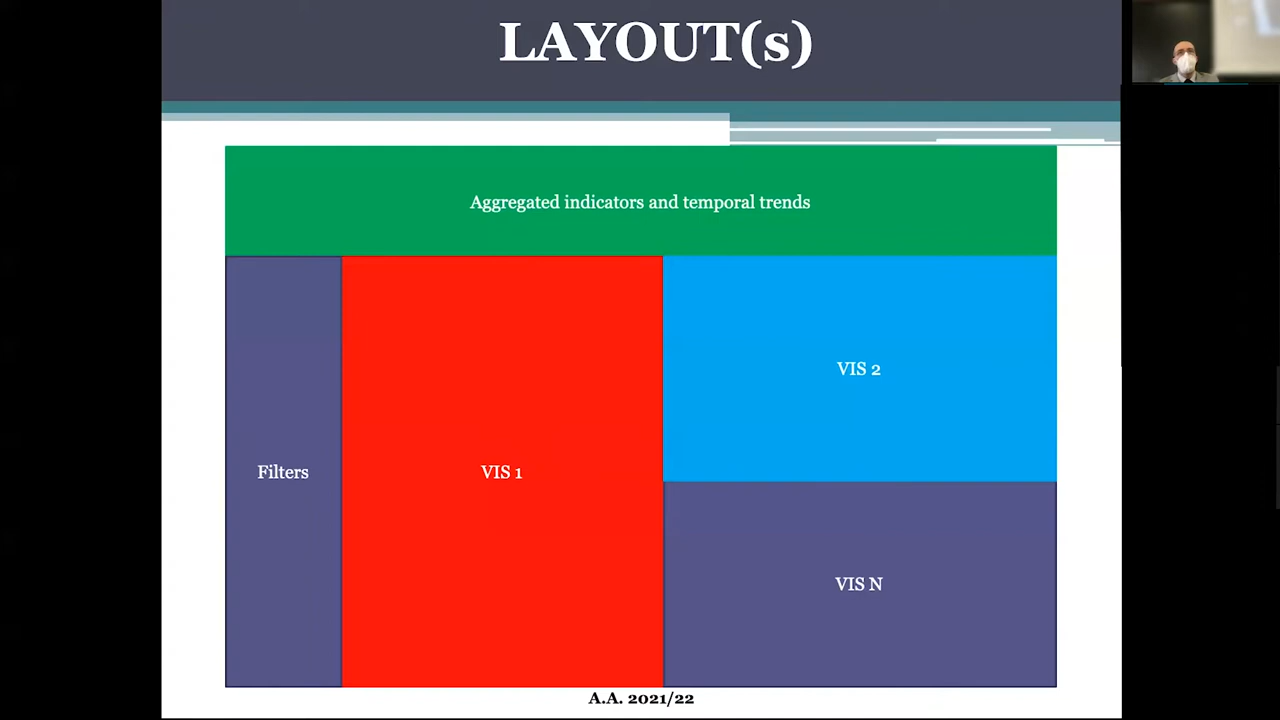 LAYOUT(s)
Aggregated indicators and temporal trends
VIS 2
Filters
VIS 1
VIS N
A.A. 2021/22